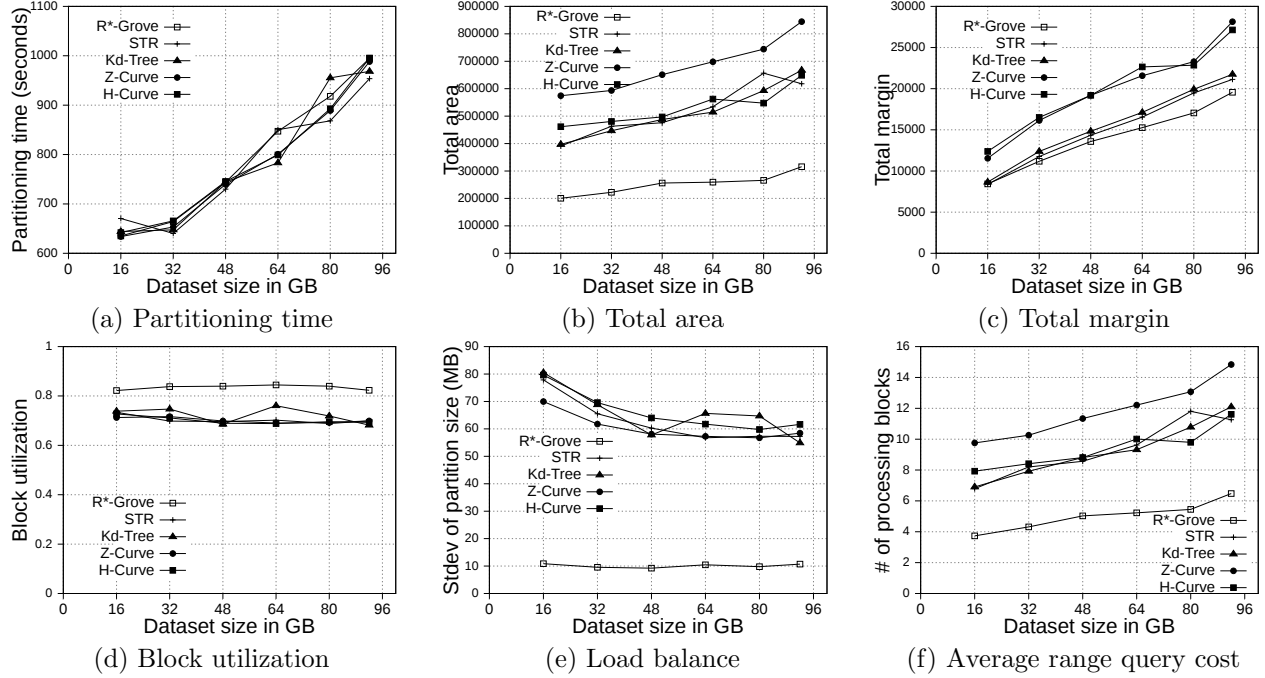 1100
1000
900
800
700
600
0
16
32
48
64
80
96
Partitioning time (seconds)
Dataset size in GB
R*-Grove
STR
Kd-Tree
Z-Curve
H-Curve
(a) Partitioning time
900000
800000
700000
600000
500000
400000
300000
200000
100000
0
0
16
32
48
64
80
96
Total area
Dataset size in GB
R*-Grove
STR
Kd-Tree
Z-Curve
H-Curve
(b) Total area
30000
25000
20000
15000
10000
5000
0
0
16
32
48
64
80
96
Total margin
Dataset size in GB
R*-Grove
STR
Kd-Tree
Z-Curve
H-Curve
(c) Total margin
1
0.8
0.6
0.4
0.2
0
0
16
32
48
64
80
96
Block utilization
Dataset size in GB
R*-Grove
STR
Kd-Tree
Z-Curve
H-Curve
(d) Block utilization
90
80
70
60
50
40
30
20
10
0
0
16
32
48
64
80
96
Stdev of partition size (MB)
Dataset size in GB
R*-Grove
STR
Kd-Tree
Z-Curve
H-Curve
(e) Load balance
16
14
12
10
8
6
4
2
0
0
16
32
48
64
80
96
# of processing blocks
Dataset size in GB
R*-Grove
STR
Kd-Tree
Z-Curve
H-Curve
(f) Average range query cost